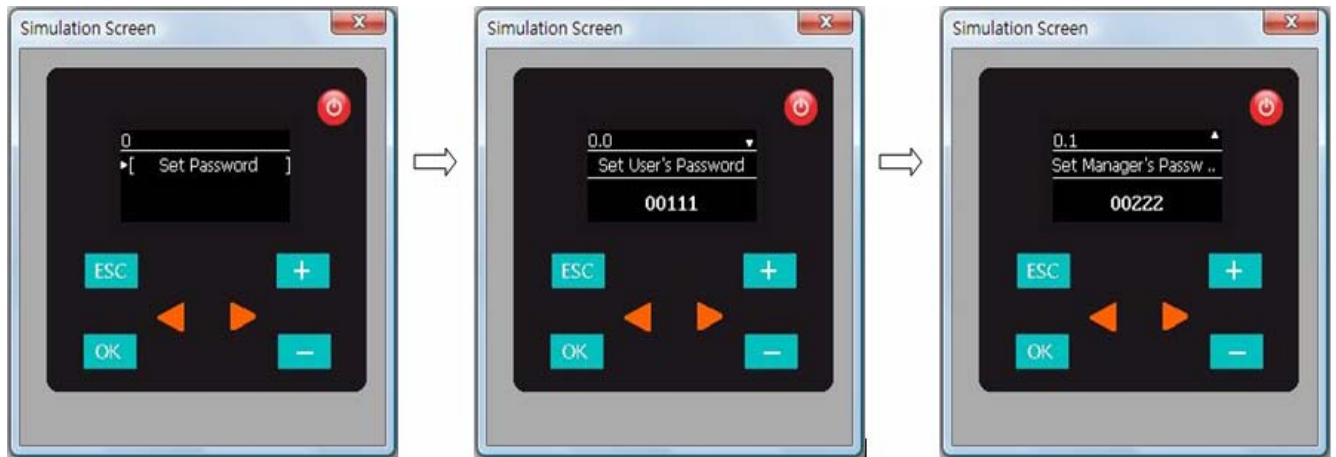 Simulation Screen
0
▸[ Set Password ]
ESC
+
OK
−
Simulation Screen
0.0
Set User's Password
00111
ESC
+
OK
−
Simulation Screen
0.1
Set Manager's Passw ..
00222
ESC
+
OK
−